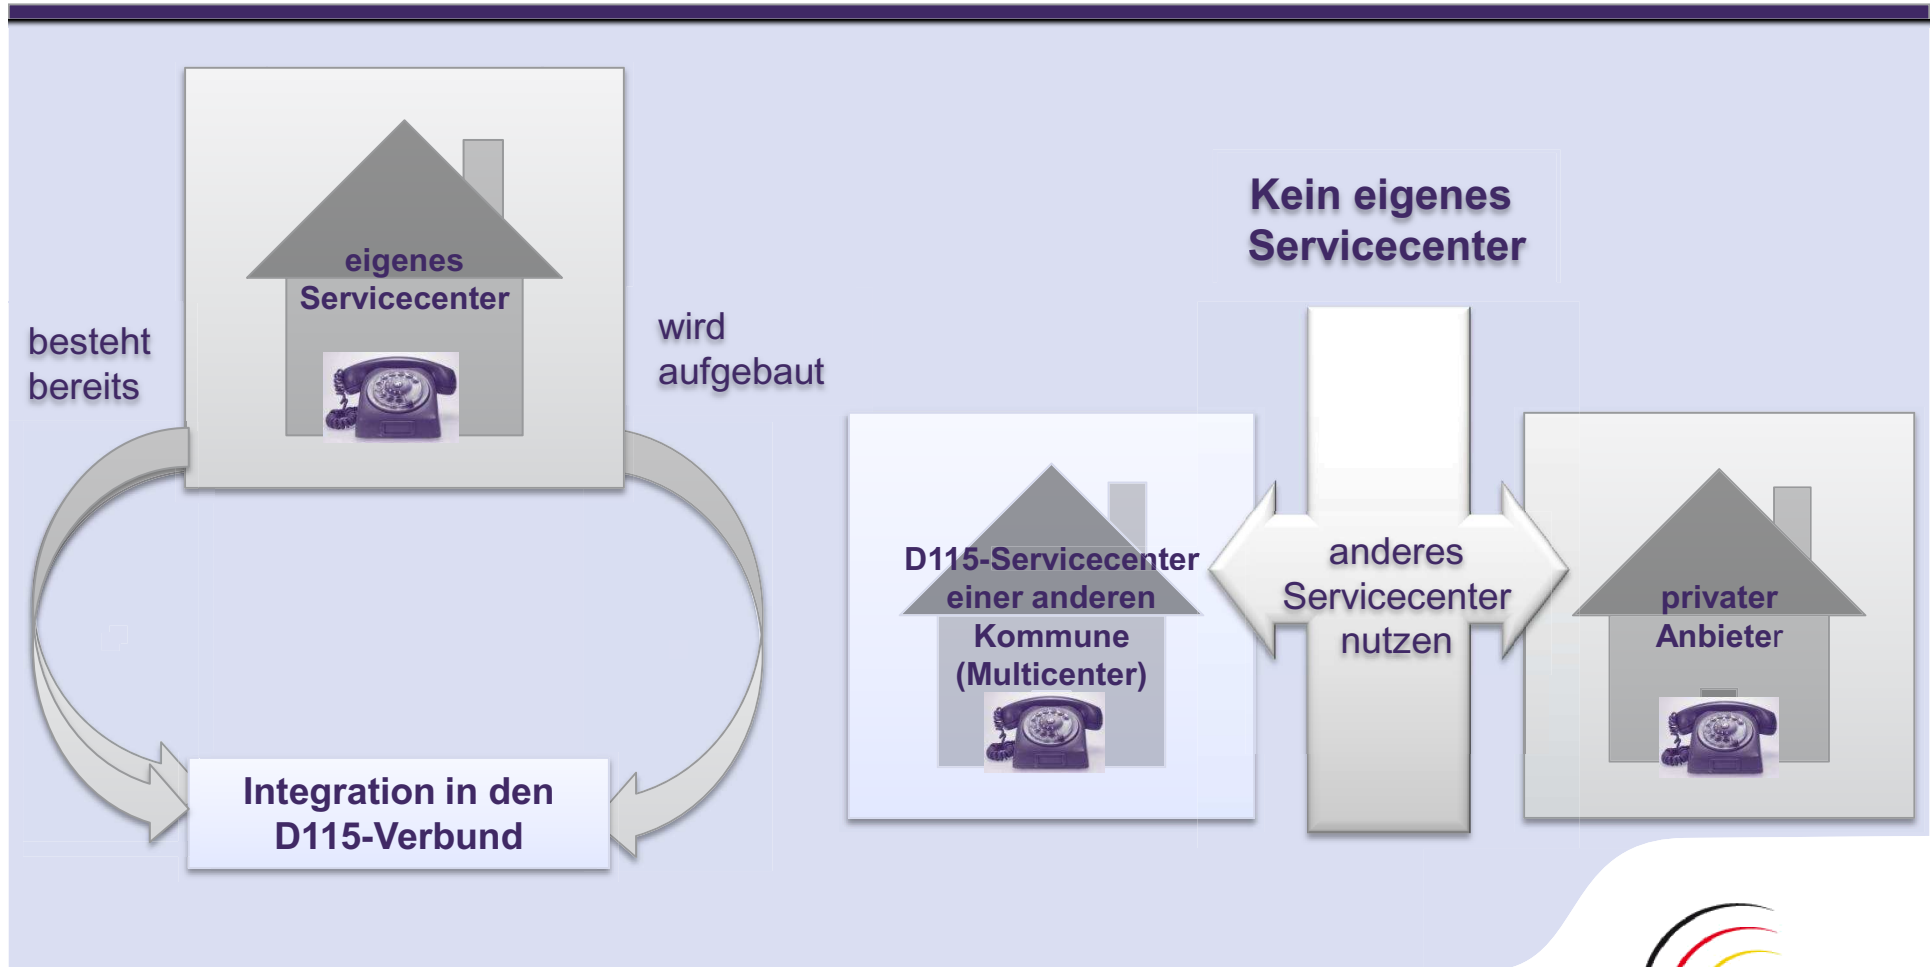 eigenes
Servicecenter
besteht
bereits
wird
aufgebaut
Integration in den
D115-Verbund
Kein eigenes
Servicecenter
D115-Servicecenter
einer anderen
Kommune
(Multicenter)
anderes
Servicecenter
nutzen
privater
Anbieter